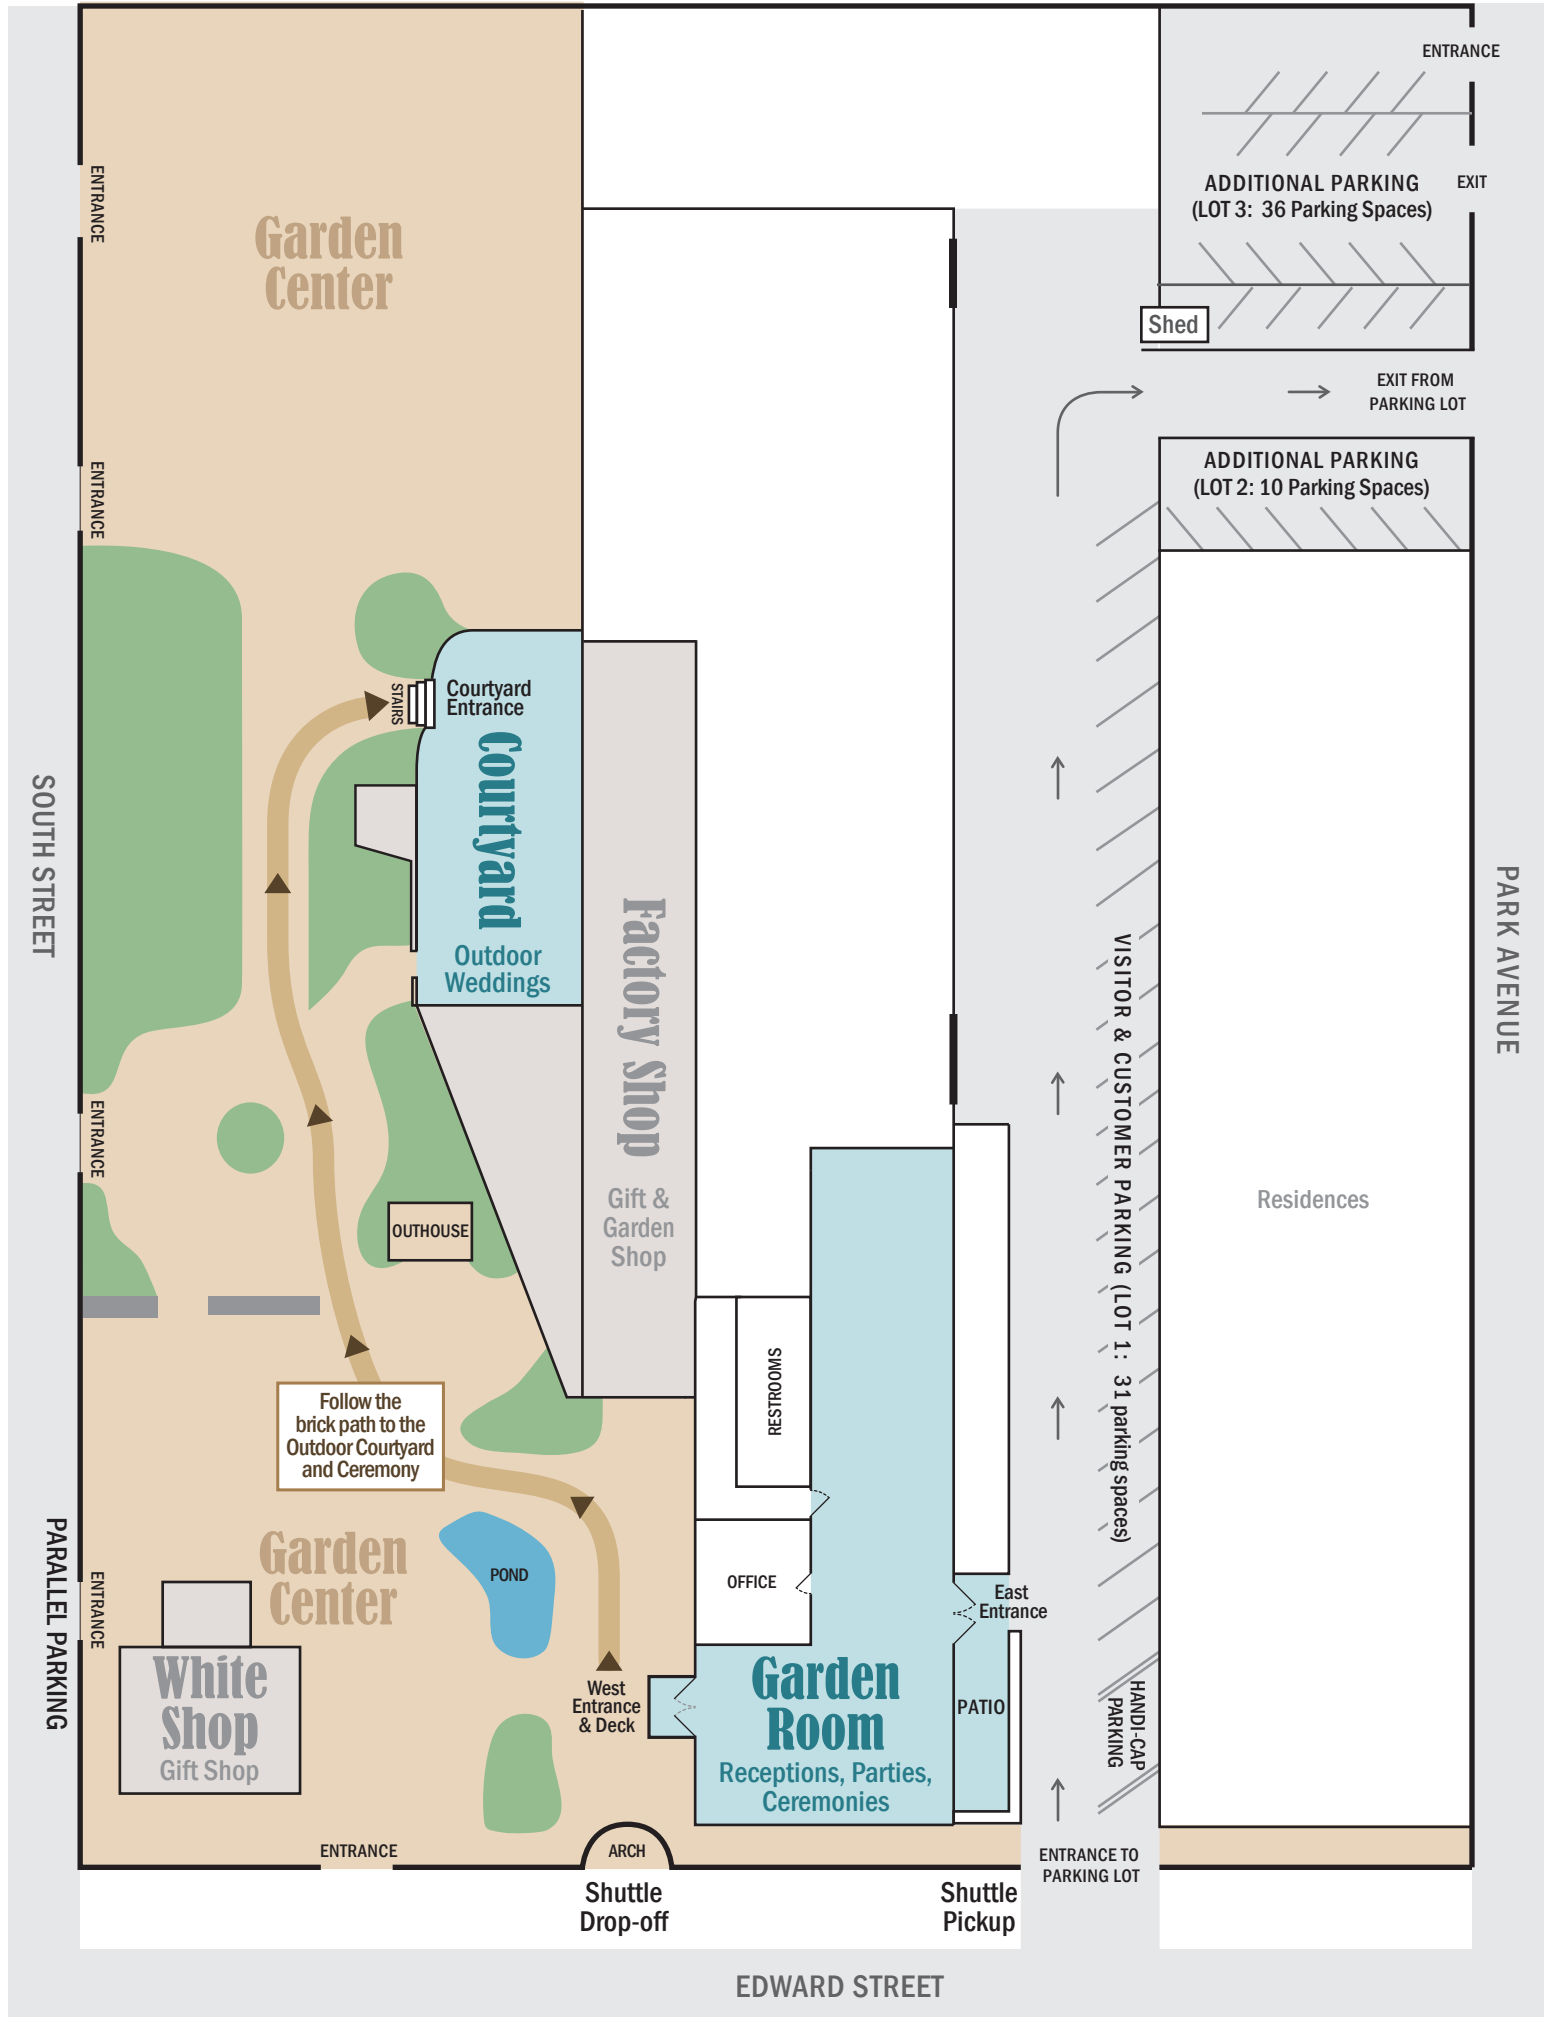 ENTRANCE
EXIT
ADDITIONAL PARKING
(LOT 3: 36 Parking Spaces)
ENTRANCE
Garden
Center
Shed
EXIT FROM
PARKING LOT
ADDITIONAL PARKING
(LOT 2: 10 Parking Spaces)
ENTRANCE
STAIRS
Courtyard
Entrance
Courtyard
Outdoor
Weddings
SOUTH STREET
PARK AVENUE
Factory Shop
Gift &
Garden
Shop
VISITOR & CUSTOMER PARKING (LOT 1: 31 parking spaces)
Residences
ENTRANCE
OUTHOUSE
RESTROOMS
Follow the
brick path to the
Outdoor Courtyard
and Ceremony
PARALLEL PARKING
ENTRANCE
Garden
Center
POND
OFFICE
East
Entrance
White
Shop
Gift Shop
West
Entrance
& Deck
Garden
Room
Receptions, Parties,
Ceremonies
PATIO
HANDI-CAP
PARKING
ENTRANCE
ARCH
ENTRANCE TO
PARKING LOT
Shuttle
Drop-off
Shuttle
Pickup
EDWARD STREET